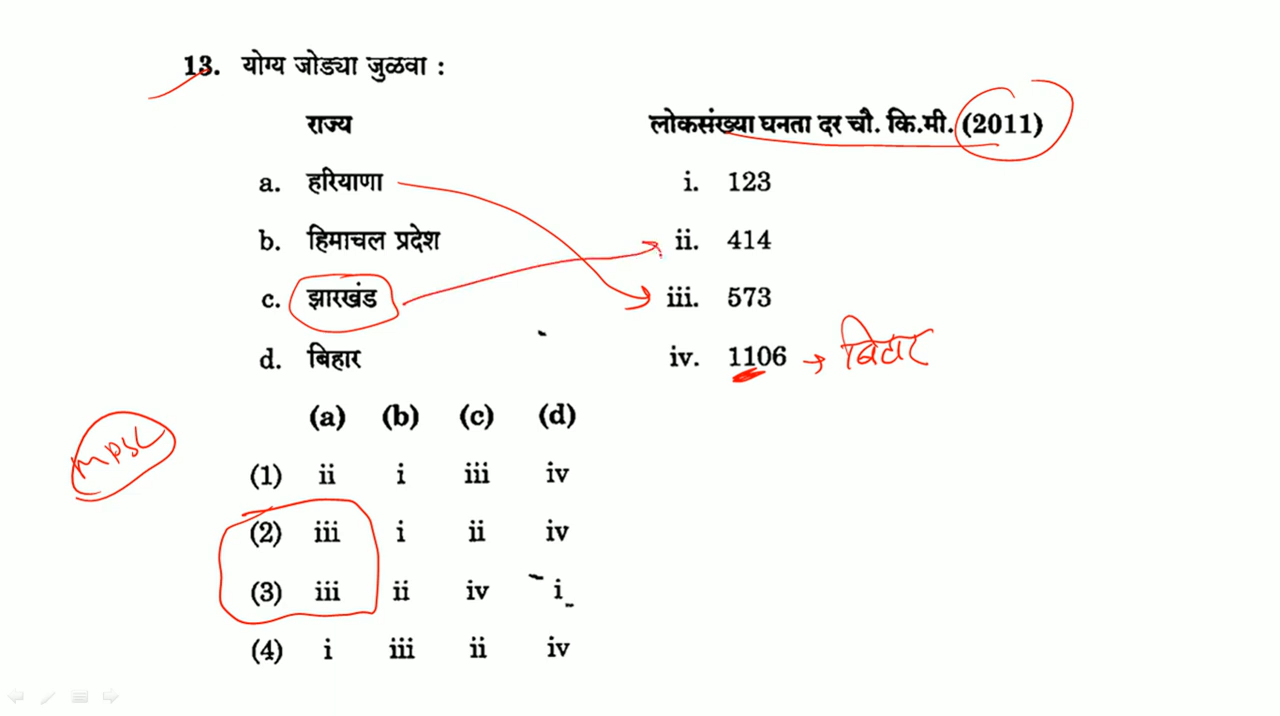 13. योग्य जोड्या जुळवा :
राज्य लोकसंख्या घनता दर चौ. कि.मी. (2011)
a. हरियाणा i. 123
b. हिमाचल प्रदेश ii. 414
c. झारखंड iii. 573
d. बिहार iv. 1106 → बिहार
(a) (b) (c) (d)
MPSC
(1) ii i iii iv
(2) iii i ii iv
(3) iii ii iv i
(4) i iii ii iv